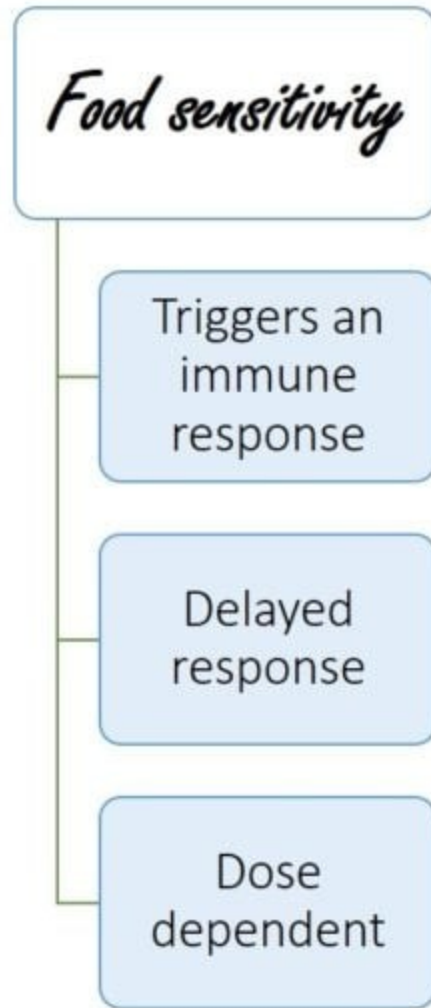 Food sensitivity
Triggers an
immune
response
Delayed
response
Dose
dependent